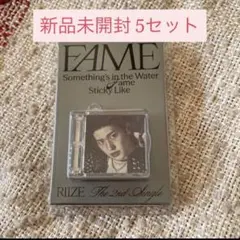 新品未開封 5セット
FAME
Something's in the Water
Fame
Sticky Like
RIIZE The 2nd Single